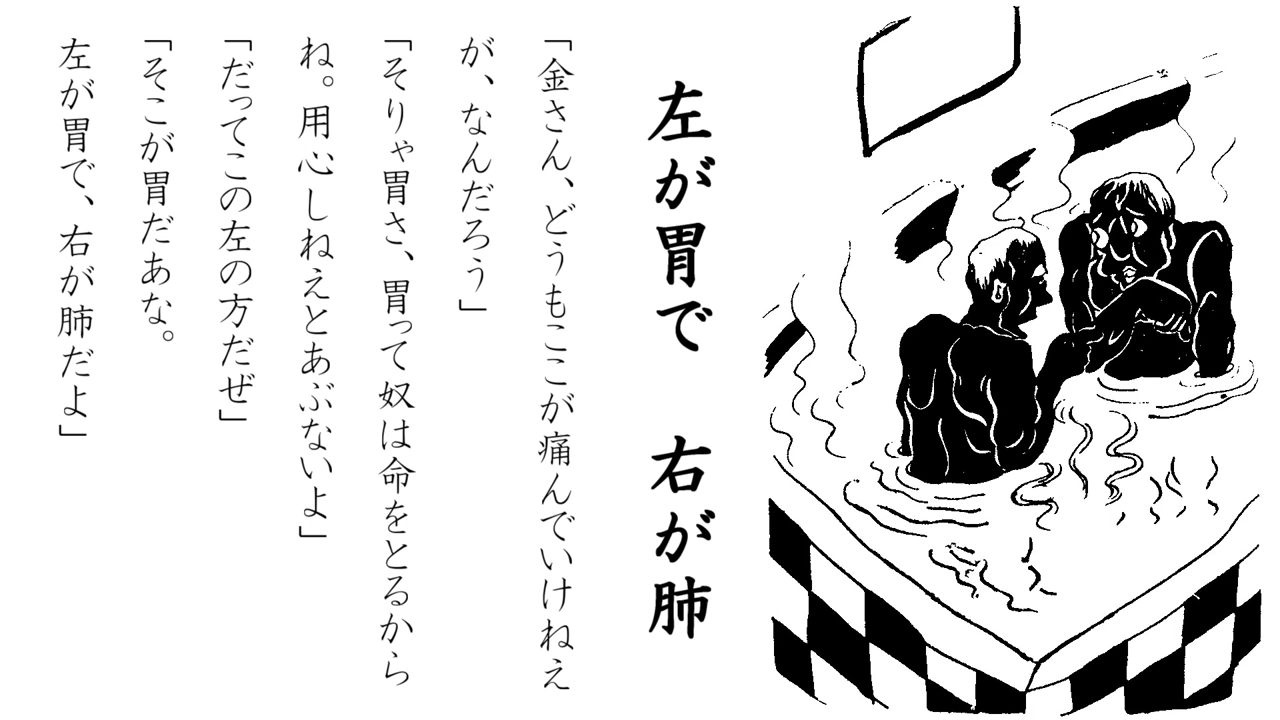 左が胃で　右が肺
「金さん、どうもここが痛んでいけねえ
が、なんだろう」
「そりゃ胃さ、胃って奴は命をとるから
ね。用心しねえとあぶないよ」
「だってこの左の方だぜ」
「そこが胃だあな。
左が胃で、右が肺だよ」